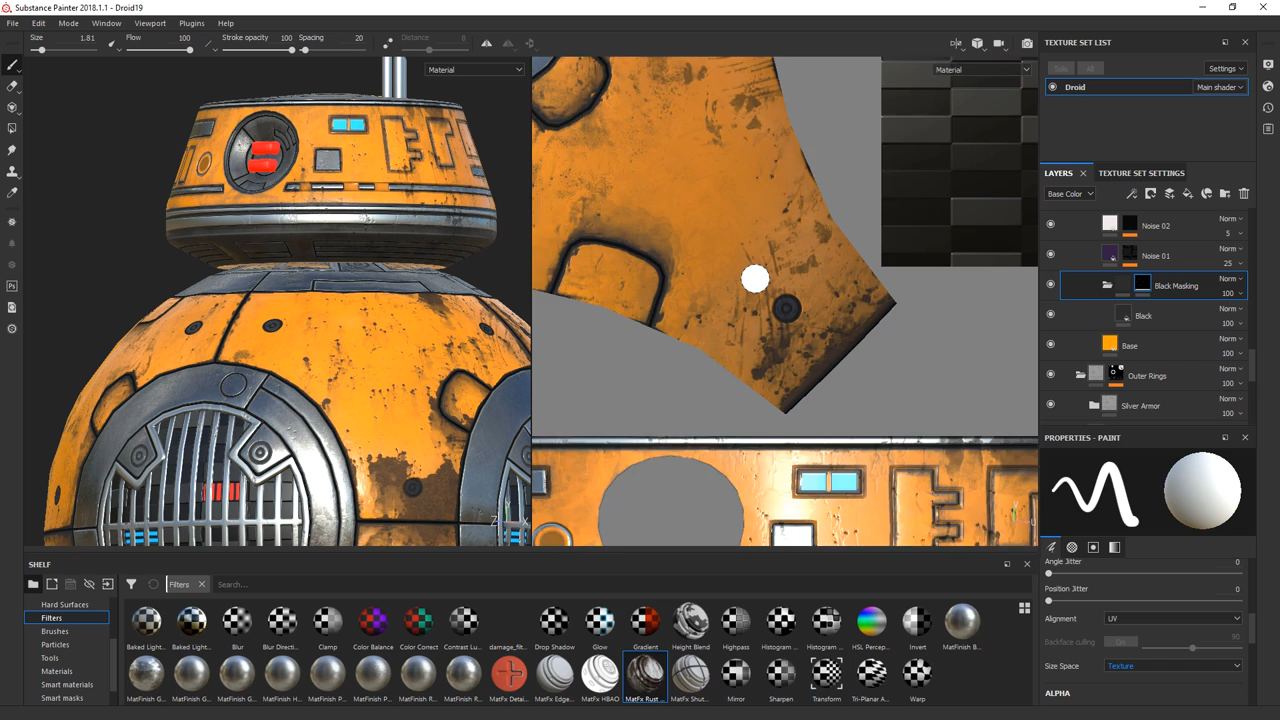 Substance Painter 2018.1.1 - Droid19
File Edit Mode Window Viewport Plugins Help
Size 1.81 Flow 100 Stroke opacity 100 Spacing 20 Distance 8
Material
Material
TEXTURE SET LIST
Solo All Settings
Droid Main shader
LAYERS TEXTURE SET SETTINGS
Base Color
Noise 02 Norm 5
Noise 01 Norm 25
Black Masking Norm 100
Black Norm 100
Base Norm 100
Outer Rings Norm 100
Silver Armor Norm 100
PROPERTIES - PAINT
Angle Jitter 0
Position Jitter 0
Alignment UV
Backface culling On 90
Size Space Texture
ALPHA
Z X
U
SHELF
Filters Search...
Hard Surfaces
Filters
Brushes
Particles
Tools
Materials
Smart materials
Smart masks
Baked Light... Baked Light... Blur Blur Directi... Clamp Color Balance Color Correct Contrast Lu... damage_filt... Drop Shadow Glow Gradient Height Blend Highpass Histogram ... Histogram ... HSL Percep... Invert MatFinish B...
MatFinish G... MatFinish G... MatFinish G... MatFinish H... MatFinish P... MatFinish P... MatFinish R... MatFinish R... MatFx Detai... MatFx Edge... MatFx HBAO MatFx Rust ... MatFx Shut... Mirror Sharpen Transform Tri-Planar A... Warp